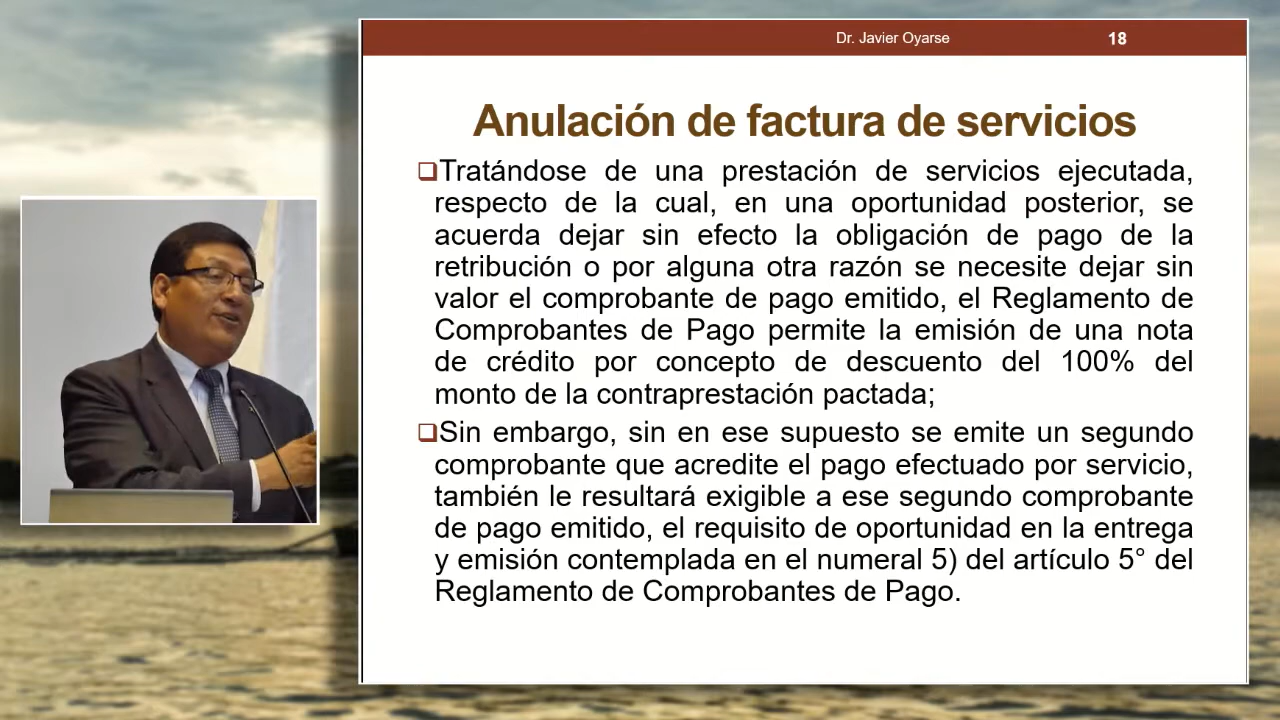 Dr. Javier Oyarse 18
Anulación de factura de servicios
Tratándose de una prestación de servicios ejecutada,
respecto de la cual, en una oportunidad posterior, se
acuerda dejar sin efecto la obligación de pago de la
retribución o por alguna otra razón se necesite dejar sin
valor el comprobante de pago emitido, el Reglamento de
Comprobantes de Pago permite la emisión de una nota
de crédito por concepto de descuento del 100% del
monto de la contraprestación pactada;
Sin embargo, sin en ese supuesto se emite un segundo
comprobante que acredite el pago efectuado por servicio,
también le resultará exigible a ese segundo comprobante
de pago emitido, el requisito de oportunidad en la entrega
y emisión contemplada en el numeral 5) del artículo 5° del
Reglamento de Comprobantes de Pago.